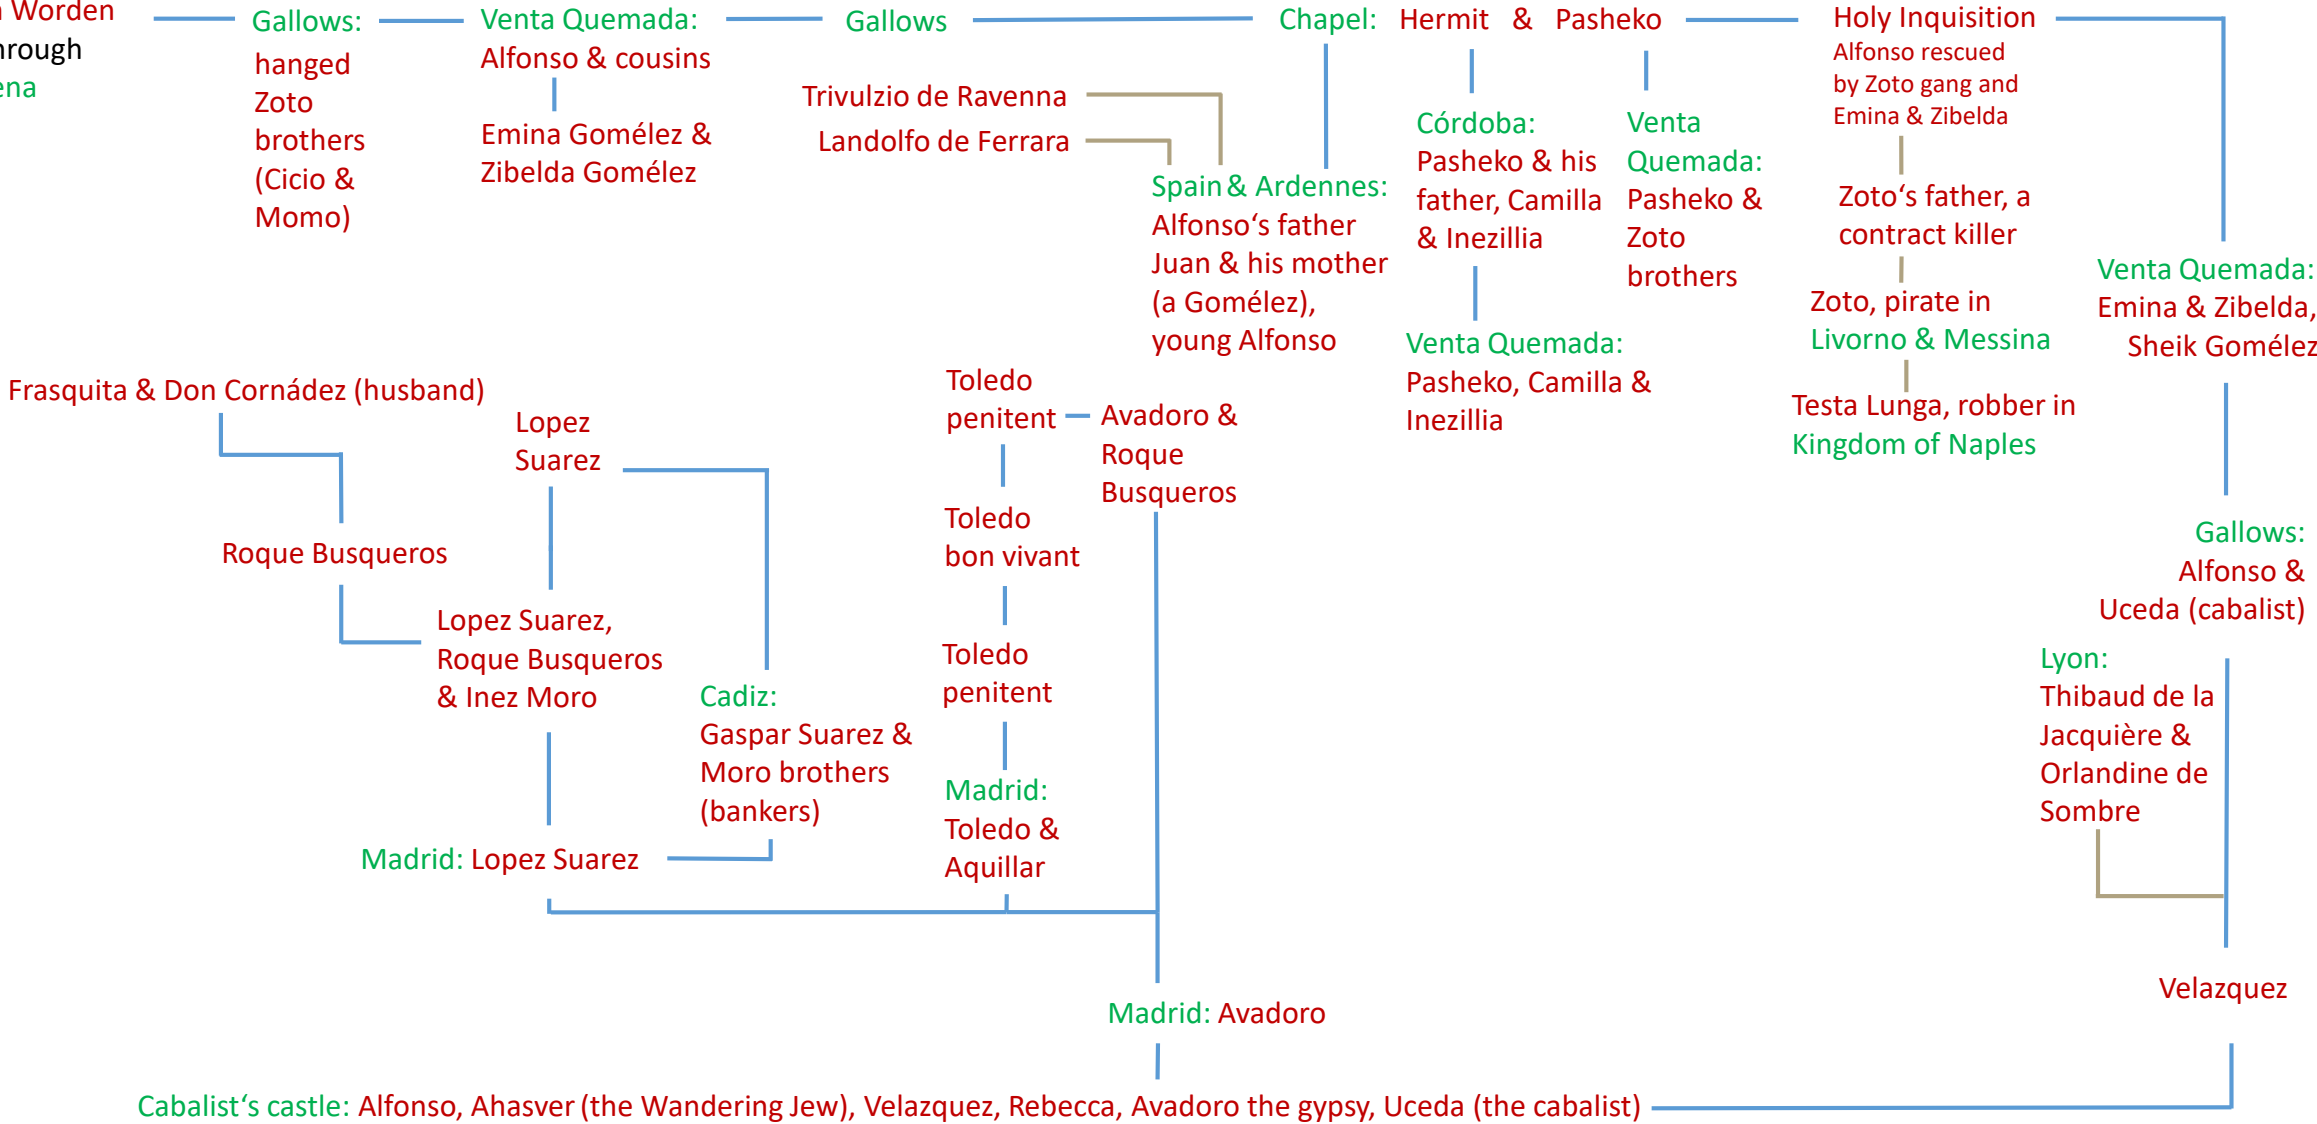 Worden
hrough
ena
Gallows:
hanged
Zoto
brothers
(Cicio &
Momo)
Venta Quemada:
Alfonso & cousins
Emina Gomélez &
Zibelda Gomélez
Gallows
Trivulzio de Ravenna
Landolfo de Ferrara
Chapel: Hermit & Pasheko
Spain & Ardennes:
Alfonso‘s father
Juan & his mother
(a Gomélez),
young Alfonso
Córdoba:
Pasheko & his
father, Camilla
& Inezillia
Venta Quemada:
Pasheko, Camilla &
Inezillia
Venta
Quemada:
Pasheko &
Zoto
brothers
Holy Inquisition
Alfonso rescued
by Zoto gang and
Emina & Zibelda
Zoto‘s father, a
contract killer
Zoto, pirate in
Livorno & Messina
Testa Lunga, robber in
Kingdom of Naples
Venta Quemada:
Emina & Zibelda,
Sheik Gomélez
Gallows:
Alfonso &
Uceda (cabalist)
Lyon:
Thibaud de la
Jacquière &
Orlandine de
Sombre
Velazquez
Frasquita & Don Cornádez (husband)
Roque Busqueros
Lopez
Suarez
Lopez Suarez,
Roque Busqueros
& Inez Moro
Cadiz:
Gaspar Suarez &
Moro brothers
(bankers)
Madrid: Lopez Suarez
Toledo
penitent
Toledo
bon vivant
Toledo
penitent
Madrid:
Toledo &
Aquillar
Avadoro &
Roque
Busqueros
Madrid: Avadoro
Cabalist‘s castle: Alfonso, Ahasver (the Wandering Jew), Velazquez, Rebecca, Avadoro the gypsy, Uceda (the cabalist)